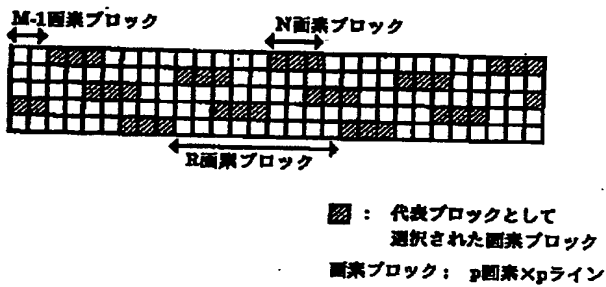 M-1画素ブロック
N画素ブロック
R画素ブロック
： 代表ブロックとして
選択された画素ブロック
画素ブロック： p画素×pライン